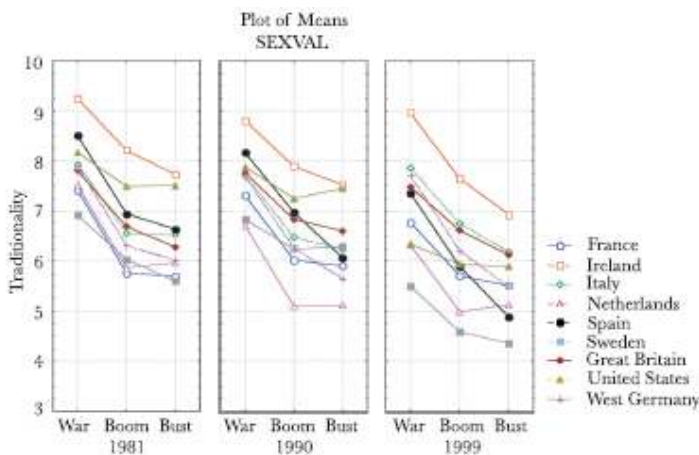 Plot of Means
SEXVAL
Traditionality
10
9
8
7
6
5
4
3
War Boom Bust
1981
War Boom Bust
1990
War Boom Bust
1999
France
Ireland
Italy
Netherlands
Spain
Sweden
Great Britain
United States
West Germany